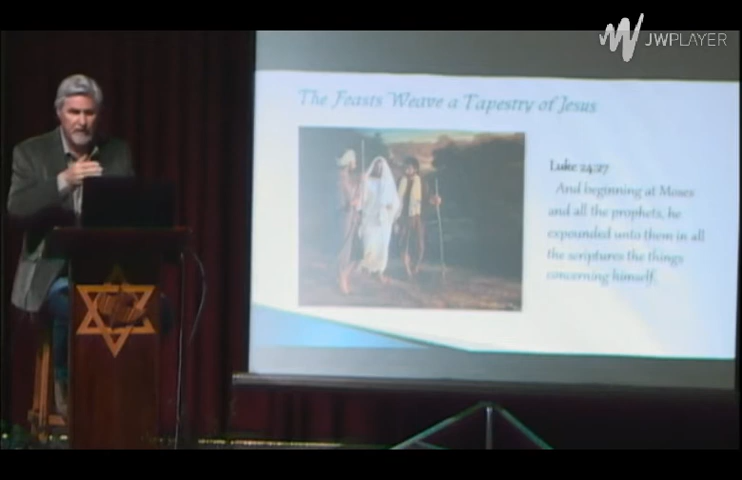 JWPLAYER
The Feasts Weave a Tapestry of Jesus
Luke 24:27
And beginning at Moses
and all the prophets, he
expounded unto them in all
the scriptures the things
concerning himself.